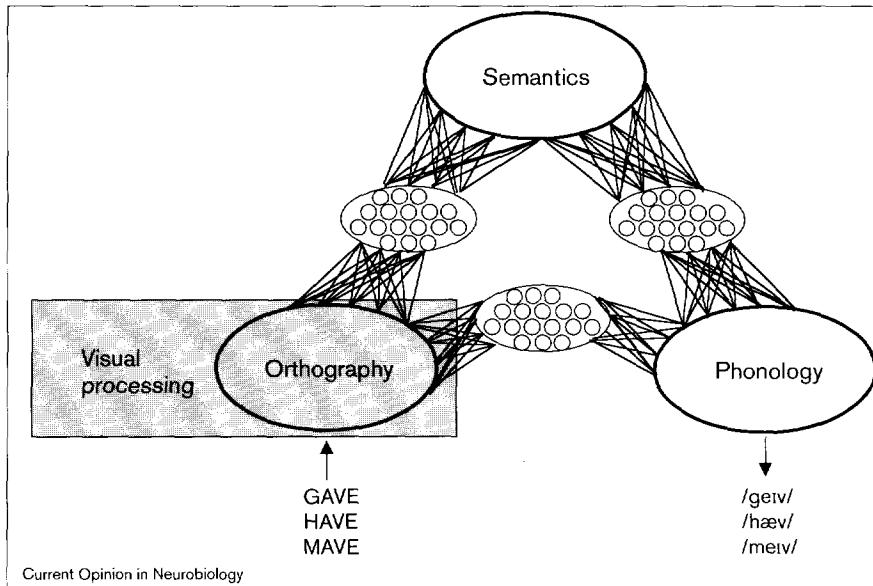 Semantics
Visual
processing
Orthography
Phonology
GAVE
HAVE
MAVE
/geɪv/
/hæv/
/meɪv/
Current Opinion in Neurobiology